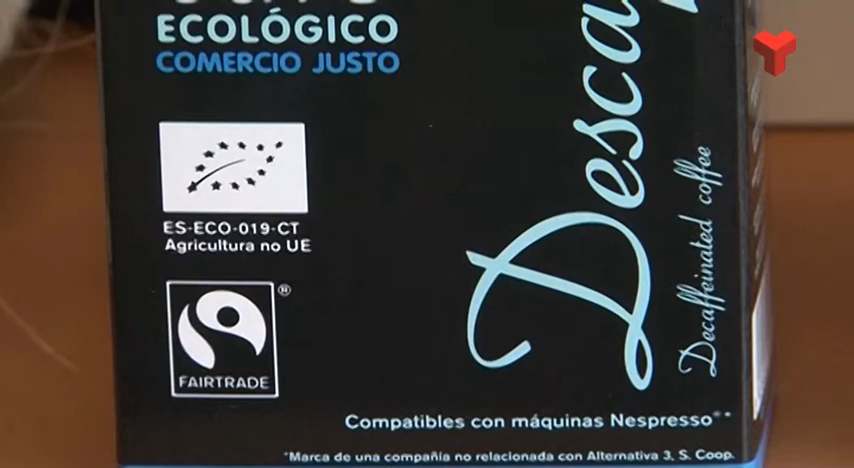 ECOLÓGICO
COMERCIO JUSTO
ES-ECO-019-CT
Agricultura no UE
FAIRTRADE
®
Decaffeinated coffee
Compatibles con máquinas Nespresso®*
*Marca de una compañía no relacionada con Alternativa 3, S. Coop.